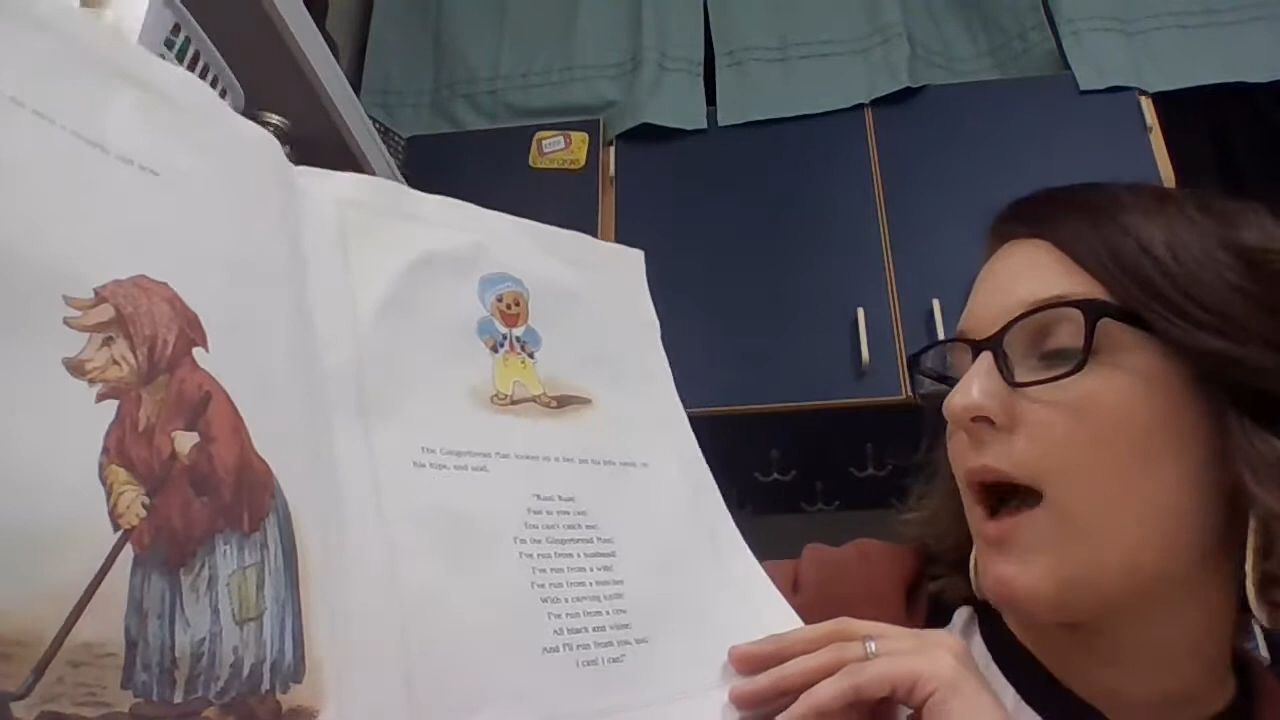 The Gingerbread Man looked up at her, put his little hands on
his hips, and said,
"Run! Run!
Fast as you can!
You can't catch me!
I'm the Gingerbread Man!
I've run from a husband!
I've run from a wife!
I've run from a butcher
With a carving knife!
I've run from a cow
All black and white!
And I'll run from you, too!
I can! I can!"